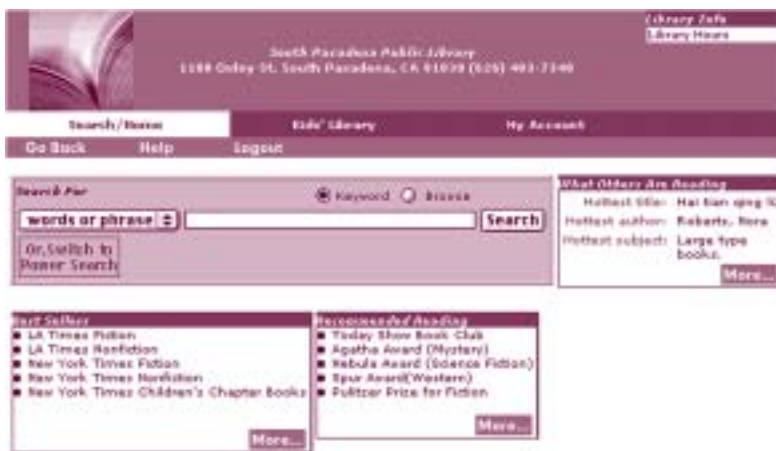 Library Info
Library Hours
South Pasadena Public Library
1100 Oxley St. South Pasadena, CA 91030 (626) 403-7340
Search/Home Kids' Library My Account
Go Back Help Logout
Search For
Keyword Browse
words or phrase Search
Or, Switch to
Power Search
What Others Are Reading
Hottest title: Hai tian qing
Hottest author: Roberts, Nora
Hottest subject: Large type
books.
More...
Best Sellers
LA Times Fiction
LA Times Nonfiction
New York Times Fiction
New York Times Nonfiction
New York Times Children's Chapter Books
More...
Recommended Reading
Today Show Book Club
Agatha Award (Mystery)
Nebula Award (Science Fiction)
Spur Award(Western)
Pulitzer Prize for Fiction
More...